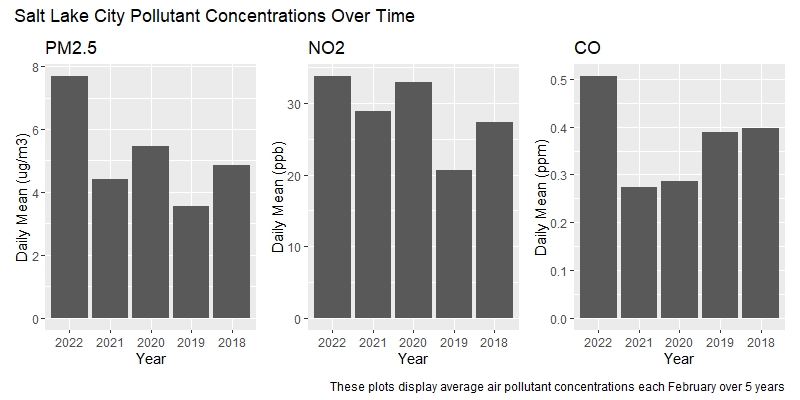 Salt Lake City Pollutant Concentrations Over Time
PM2.5
Daily Mean (ug/m3)
8
6
4
2
0
2022 2021 2020 2019 2018
Year
NO2
Daily Mean (ppb)
30
20
10
0
2022 2021 2020 2019 2018
Year
CO
Daily Mean (ppm)
0.5
0.4
0.3
0.2
0.1
0.0
2022 2021 2020 2019 2018
Year
These plots display average air pollutant concentrations each February over 5 years